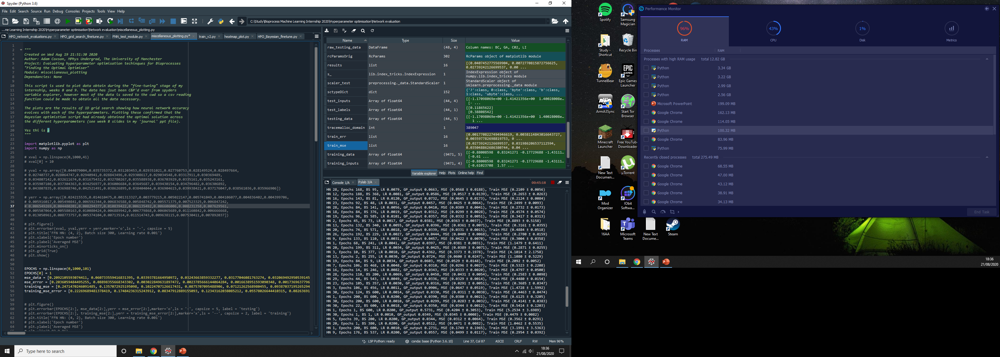 Spyder (Python 3.6)
File Edit Search Source Run Debug Consoles Projects Tools View Help
C:\Study\Bioprocess Machine Learning Internship 2020\Hyperparameter optimisation\Network evaluation
...ne Learning Internship 2020\Hyperparameter optimisation\Network evaluation\miscellaneous_plotting.py
HPO_network_evaluations.py HPO_grid_search_finetune.py FNN_test_module.py miscellaneous_plotting.py* train_v2.py heatmap_plot.py HPO_Bayesian_finetune.py
1
2 """
3 Created on Wed Aug 19 21:51:30 2020
4 Author: Adam Coxson, MPhys Undergrad, The University of Manchester
5 Project: Evaluating hyperparameter optimisation techinques for Bioprocesses
6 "Finding the Optimal Optimiser"
7 Module: miscellaneous_plotting
8 Dependancies: None
9
10 This script is used to plot data obtain during the "fine-tuning" stage of my
11 internship, weeks 8 and 9. The data has jsut been C&P'd over from spyders
12 variable explorer, however most of the data is saved to the cwd so a csv reading
13 function could be made to obtain all the data necessary.
14
15 The plots are the results of 1D grid search showing how neural network accuracy
16 evolves with each of the hyperparameters. Plotting these confirmed that the
17 Bayesian optimistion script had already obtained the optimal solution across
18 the different hyperparameters (see week 8 slides in my 'journal' ppt file).
19
20 Yes thi is p
21 """
22
23 import matplotlib.pyplot as plt
24 import numpy as np
25
26 # xval = np.linspace(0,1000,41)
27 # xval[0] = 10
28
29 # yval = np.array([0.044079004,0.035735372,0.031203453,0.029351021,0.027760753,0.028149524,0.028497664,
30 # 0.02740737,0.028064747,0.02940941,0.028843496,0.029308617,0.029034548,0.03317911,0.030369489,
31 # 0.034807142,0.032611674,0.031675432,0.032780267,0.035588938,0.036703929,0.0335161,0.035243161,
32 # 0.035907108,0.037304363,0.034256977,0.036006684,0.03645687,0.039430154,0.034796482,0.036306892,
33 # 0.043807835,0.036988746,0.042521491,0.038626895,0.038404044,0.036904615,0.039938421,0.037176047,0.038561036,0.035966906])
34
35 # yerr = np.array([0.024215535,0.014610475,0.001313327,0.003779215,0.005022147,0.005741049,0.004106077,0.004836402,0.004399706,
36 # 0.005916017,0.005490841,0.006592344,0.006836588,0.005848742,0.005571375,0.007523325,0.006847242,
37 # 0.006549269,0.004480201,0.008294377,0.010839422,0.006135492,0.006606006,0.008231358,0.007629561,
38 # 0.005507064,0.005580163,0.010080424,0.006889942,0.006779868,0.006065689,0.011160842,0.006666668,
39 # 0.013050961,0.008773757,0.005374104,0.00713514,0.011514743,0.009638115,0.007530411,0.007892037])
40
41 # plt.figure()
42 # plt.errorbar(xval, yval,yerr = yerr,marker='o',ls = '-', capsize = 5)
43 # plt.title('FFN HN: (4, 2), Batch size 300, Learning rate 0.001')
44 # plt.xlabel('Epoch number')
45 # plt.ylabel('Averaged MSE')
46 # plt.minorticks_on()
47 # plt.grid(True)
48 # plt.show()
49
50
51 EPOCHS = np.linspace(0,1000,101)
52 EPOCHS[0] = 1
53 mse_data = [0.2092105593074411, 0.060733559416831395, 0.03393781664950972, 0.03243663859332277, 0.03177046081763274, 0.032069492950539145
54 mse_error = [0.20360594844495255, 0.08898355668343302, 0.003022849631897472, 0.0023785666144064284, 0.0016638951593090348, 0.0017369637796
55 training_mse = [0.2471470246091485, 0.1357072925195098, 0.10224707126617431, 0.0875707095488906, 0.07121262568980455, 0.09387037195265294
56 training_mse_error = [0.22269689481378419, 0.17484236315243912, 0.08347912889155093, 0.12343162038085212, 0.05578026644410315, 0.08263691
57
58
59 # plt.figure()
60 # plt.errorbar(EPOCHS[2:], mse_data[2:],yerr = mse_error[2:],marker='o',ls = '-', capsize = 5, label = 'testing')
61 # plt.errorbar(EPOCHS[2:], training_mse[2:],yerr = training_mse_error[2:],marker='x',ls = '--', capsize = 2, label = 'training')
62 # plt.title('FFN HN: (4, 2), Batch size 300, Learning rate 0.001')
63 # plt.xlabel('Epoch number')
64 # plt.ylabel('Averaged MSE')
Name Type Size Value
raw_testing_data DataFrame (48, 4) Column names: BC, GA, C02, LI
rcParamsOrig RcParams 302 RcParams object of matplotlib module
results list 16 [(0.0407452775569904, 0.0072770815872756625,
0.02739242126699537, 0.00 ...
s_ lib.index_tricks.IndexExpression 1 IndexExpression object of
numpy.lib.index_tricks module
scaler_test preprocessing._data.StandardScaler 1 StandardScaler object of
sklearn.preprocessing._data module
sctypeDict dict 152 {'?':class, 0:class, 'byte':class, 'b':class,
1:class, 'ubyte':class, ...
test_inputs Array of float64 (44, 4) [[-1.17098069e+00 -1.41421356e+00 1.40028008e...
[- ...
test_labels Array of float64 (44, 1) [[0.11865622]
[0.38808542]
testing_data Array of float64 (44, 5) [[-1.17098069e+00 -1.41421356e+00 1.40028008e...
1 ...
tracemalloc_domain int 1 389047
train_err list 16 [0.0017708227494946619, 0.0038114843016643727,
0.003597782698819753, 0 ...
train_mse list 16 [0.02739242126699537, 0.031986206537112594,
0.035048862686380744, 0.04 ...
training_data Array of float64 (9471, 5) [[-0.88008598 0.83241271 -0.17729688 -1.43111...
[-0.61 ...
training_inputs Array of float64 (9471, 4) [[-0.88008598 0.83241271 -0.17729688 -1.43111...
[-0.61023708 1.57 ...
Variable explorer Help Plots Online help Find
Console 1/A Pylab 3/A 00:45:18
HN 28, Epochs 168, BS 95, LR 0.0079, GP_output 0.0663, MSE (0.0568 ± 0.0188), Train MSE (0.2109 ± 0.0056)
HN 12, Epochs 188, BS 368, LR 0.0081, GP_output 0.0586, MSE (0.0517 ± 0.0139), Train MSE (0.2653 ± 0.0263)
HN 16, Epochs 143, BS 81, LR 0.0120, GP_output 0.0732, MSE (0.0645 ± 0.0173), Train MSE (0.2124 ± 0.0084)
HN 23, Epochs 92, BS 48, LR 0.0031, GP_output 0.0457, MSE (0.0425 ± 0.0064), Train MSE (0.2499 ± 0.0093)
HN 28, Epochs 84, BS 141, LR 0.0056, GP_output 0.0410, MSE (0.0389 ± 0.0041), Train MSE (0.2732 ± 0.0173)
HN 18, Epochs 84, BS 376, LR 0.0019, GP_output 0.0312, MSE (0.0299 ± 0.0028), Train MSE (0.4574 ± 0.0574)
HN 19, Epochs 96, BS 585, LR 0.0101, GP_output 0.0357, MSE (0.0332 ± 0.0051), Train MSE (0.3417 ± 0.0313)
HN 2, Epochs 45, BS 73, LR 0.0017, GP_output 0.0381, MSE (0.0363 ± 0.0037), Train MSE (0.8893 ± 0.5158)
HN 13, Epochs 132, BS 340, LR 0.0055, GP_output 0.0396, MSE (0.0361 ± 0.0071), Train MSE (0.3161 ± 0.0355)
HN 20, Epochs 74, BS 571, LR 0.0018, GP_output 0.0339, MSE (0.0331 ± 0.0015), Train MSE (0.4884 ± 0.0518)
HN 26, Epochs 192, BS 229, LR 0.0027, GP_output 0.0444, MSE (0.0409 ± 0.0068), Train MSE (0.2780 ± 0.0159)
HN 9, Epochs 133, BS 110, LR 0.0031, GP_output 0.0457, MSE (0.0422 ± 0.0070), Train MSE (0.3004 ± 0.0358)
HN 1, Epochs 68, BS 241, LR 0.0041, GP_output 0.0397, MSE (0.0381 ± 0.0031), Train MSE (1.1479 ± 0.6411)
HN 20, Epochs 199, BS 311, LR 0.0034, GP_output 0.0425, MSE (0.0389 ± 0.0071), Train MSE (0.2871 ± 0.0255)
HN 3, Epochs 10, BS 377, LR 0.0010, GP_output 0.4362, MSE (0.3373 ± 0.1978), Train MSE (4.1014 ± 2.1758)
HN 13, Epochs 2, BS 255, LR 0.0030, GP_output 0.0724, MSE (0.0600 ± 0.0247), Train MSE (1.1080 ± 0.5229)
HN 19, Epochs 84, BS 9, LR 0.0034, GP_output 0.0603, MSE (0.0529 ± 0.0148), Train MSE (0.2092 ± 0.0052)
HN 7, Epochs 106, BS 468, LR 0.0048, GP_output 0.0310, MSE (0.0296 ± 0.0027), Train MSE (0.5323 ± 0.2208)
HN 16, Epochs 14, BS 246, LR 0.0082, GP_output 0.0343, MSE (0.0333 ± 0.0020), Train MSE (0.4797 ± 0.0500)
HN 28, Epochs 110, BS 200, LR 0.0069, GP_output 0.0458, MSE (0.0431 ± 0.0054), Train MSE (0.2583 ± 0.0098)
HN 29, Epochs 44, BS 543, LR 0.0049, GP_output 0.0336, MSE (0.0329 ± 0.0014), Train MSE (0.4480 ± 0.0154)
HN 23, Epochs 105, BS 357, LR 0.0030, GP_output 0.0316, MSE (0.0291 ± 0.0051), Train MSE (0.3685 ± 0.0347)
HN 3, Epochs 106, BS 456, LR 0.0011, GP_output 0.0906, MSE (0.0647 ± 0.0519), Train MSE (1.4728 ± 1.5992)
HN 30, Epochs 124, BS 600, LR 0.0014, GP_output 0.0330, MSE (0.0311 ± 0.0038), Train MSE (0.4463 ± 0.0474)
HN 1, Epochs 200, BS 600, LR 0.0200, GP_output 0.0390, MSE (0.0380 ± 0.0021), Train MSE (0.6125 ± 0.3205)
HN 30, Epochs 200, BS 600, LR 0.0010, GP_output 0.0299, MSE (0.0283 ± 0.0032), Train MSE (0.4141 ± 0.0383)
HN 30, Epochs 22, BS 600, LR 0.0018, GP_output 0.0350, MSE (0.0344 ± 0.0012), Train MSE (0.5414 ± 0.1203)
HN 1, Epochs 1, BS 600, LR 0.0200, GP_output 0.5731, MSE (0.4204 ± 0.3053), Train MSE (5.2534 ± 3.6989)
HN 30, Epochs 1, BS 1, LR 0.0010, GP_output 0.0349, MSE (0.0345 ± 0.0008), Train MSE (0.4479 ± 0.0082)
HN 5, Epochs 39, BS 200, LR 0.0200, GP_output 0.0344, MSE (0.0312 ± 0.0064), Train MSE (0.3562 ± 0.0291)
HN 20, Epochs 1, BS 380, LR 0.0200, GP_output 0.0512, MSE (0.0471 ± 0.0082), Train MSE (1.0462 ± 0.5535)
HN 1, Epochs 200, BS 600, LR 0.0010, GP_output 0.2731, MSE (0.1749 ± 0.1965), Train MSE (3.1991 ± 3.5363)
HN 9, Epochs 176, BS 537, LR 0.0200, GP_output 0.0557, MSE (0.0499 ± 0.0117), Train MSE (0.2954 ± 0.0392)
LSP Python: ready conda: base (Python 3.6.10) Line 37, Col 87 ASCII CRLF RW Mem 96%
Type here to search
18:36
21/08/2020
Spotify
Samsung Magician
Study - Shortcut
Recycle Bin
TunnelBear
EPIC GAMES
Epic Games Launcher
ArmA3Sync
Start Tor Browser
Minecraft Launcher
Free YouTube Downloader
New Text Documen...
µTorrent
Mod Organizer
IObit Softwa...
16AA
Microsoft Teams
New Text Docume...
Steam
Performance Monitor
96% 43% 1%
RAM CPU Disk Metrics
Processes RAM
Processes with high RAM usage total 12.82 GB
Python 3.34 GB
Python 3.22 GB
Python 2.99 GB
Python 2.56 GB
Microsoft PowerPoint 199.09 MB
Google Chrome 162.13 MB
Google Chrome 114.05 MB
Python 100.32 MB
Google Chrome 83.96 MB
Python 75.99 MB
Recently closed processes total 275.49 MB
Google Chrome 68.55 MB
Google Chrome 47.00 MB
Google Chrome 43.12 MB
Google Chrome 38.91 MB
Google Chrome 34.13 MB
End Task
18:36
21/08/2020